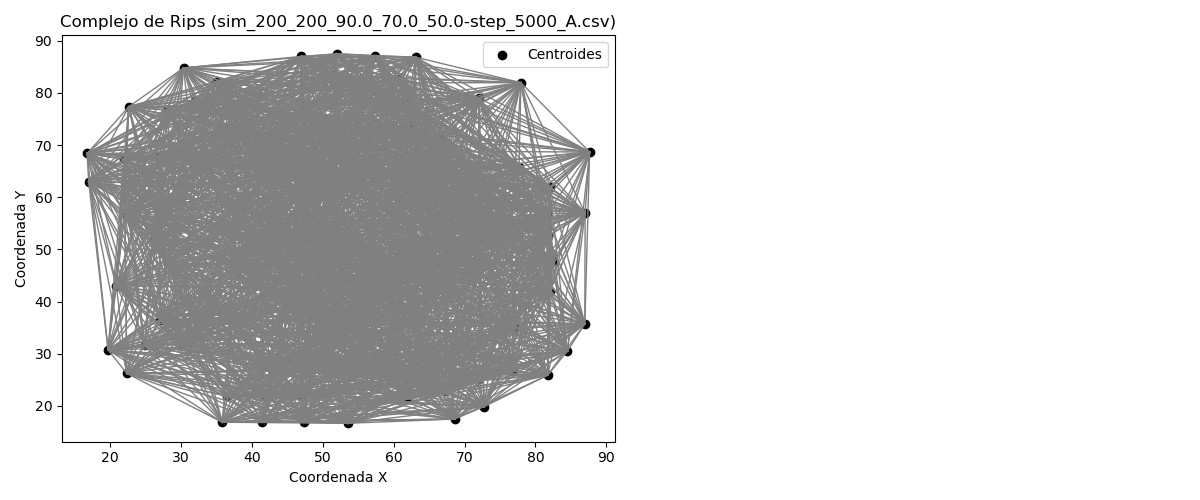 Complejo de Rips (sim_200_200_90.0_70.0_50.0-step_5000_A.csv)
Centroides
90
80
70
60
50
40
30
20
Coordenada Y
20 30 40 50 60 70 80 90
Coordenada X